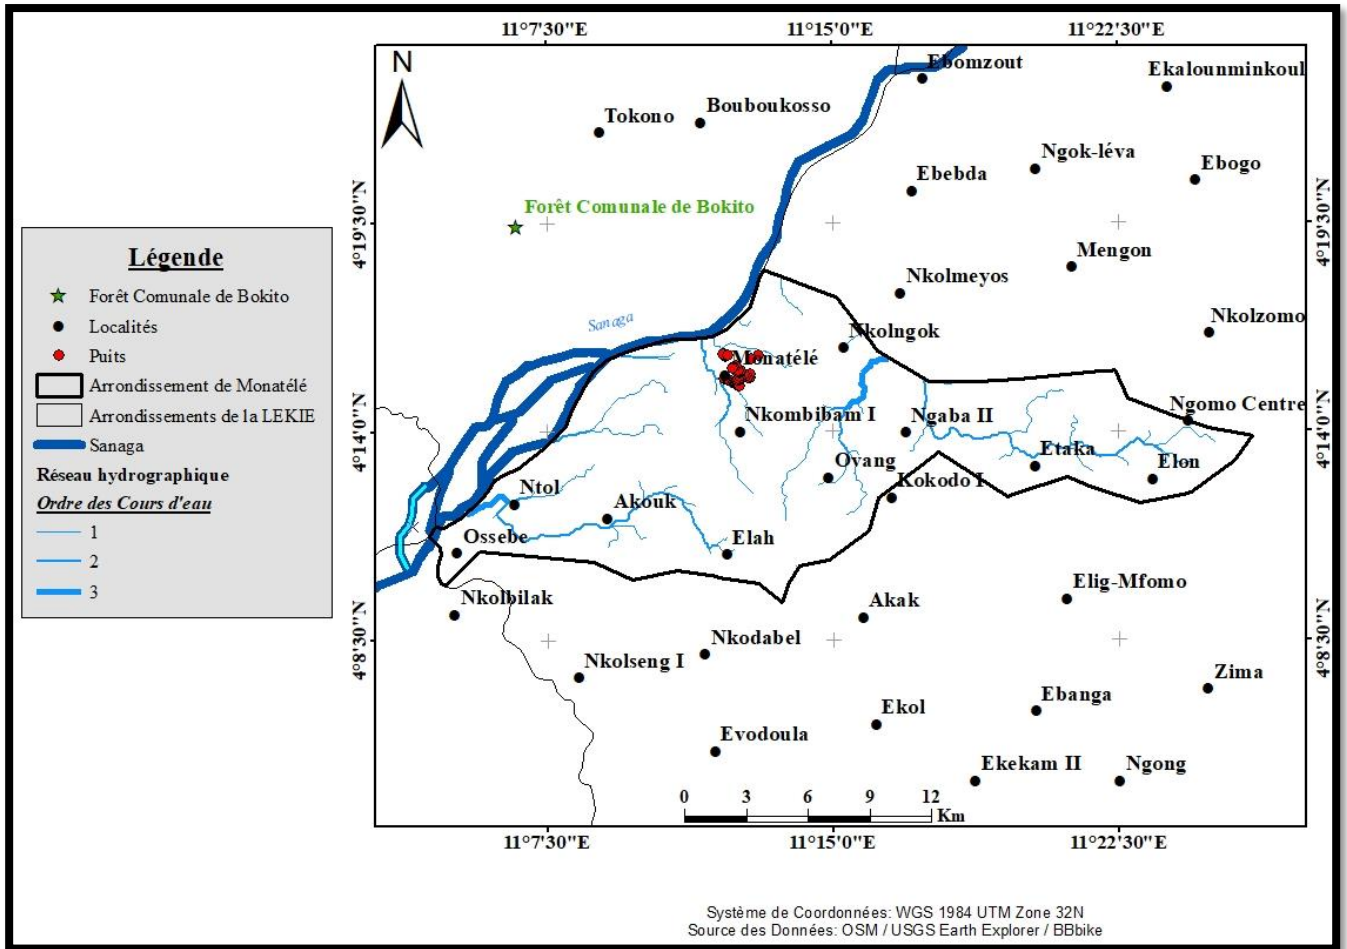 11°7'30"E
11°15'0"E
11°22'30"E
N
Ebomzout
Ekalounminkoul
Tokono
Bouboukosso
Ngok-léva
Ebebda
Ebogo
4°19'30"N
4°19'30"N
Forêt Comunale de Bokito
Mengon
Nkolmeyos
Nkolzomo
Sanaga
Nkolngok
Monatélé
Nkombibam I
Ngaba II
Ngomo Centre
4°14'0"N
4°14'0"N
Ovang
Etaka
Elon
Kokodo I
Ntol
Akouk
Ossebe
Elah
Nkolbilak
Akak
Elig-Mfomo
4°8'30"N
4°8'30"N
Nkodabel
Nkolseng I
Zima
Ebanga
Ekol
Evodoula
Ekekam II
Ngong
0 3 6 9 12
Km
11°7'30"E
11°15'0"E
11°22'30"E
Légende
Forêt Comunale de Bokito
Localités
Puits
Arrondissement de Monatélé
Arrondissements de la LEKIE
Sanaga
Réseau hydrographique
Ordre des Cours d'eau
1
2
3
Système de Coordonnées: WGS 1984 UTM Zone 32N
Source des Données: OSM / USGS Earth Explorer / BBbike